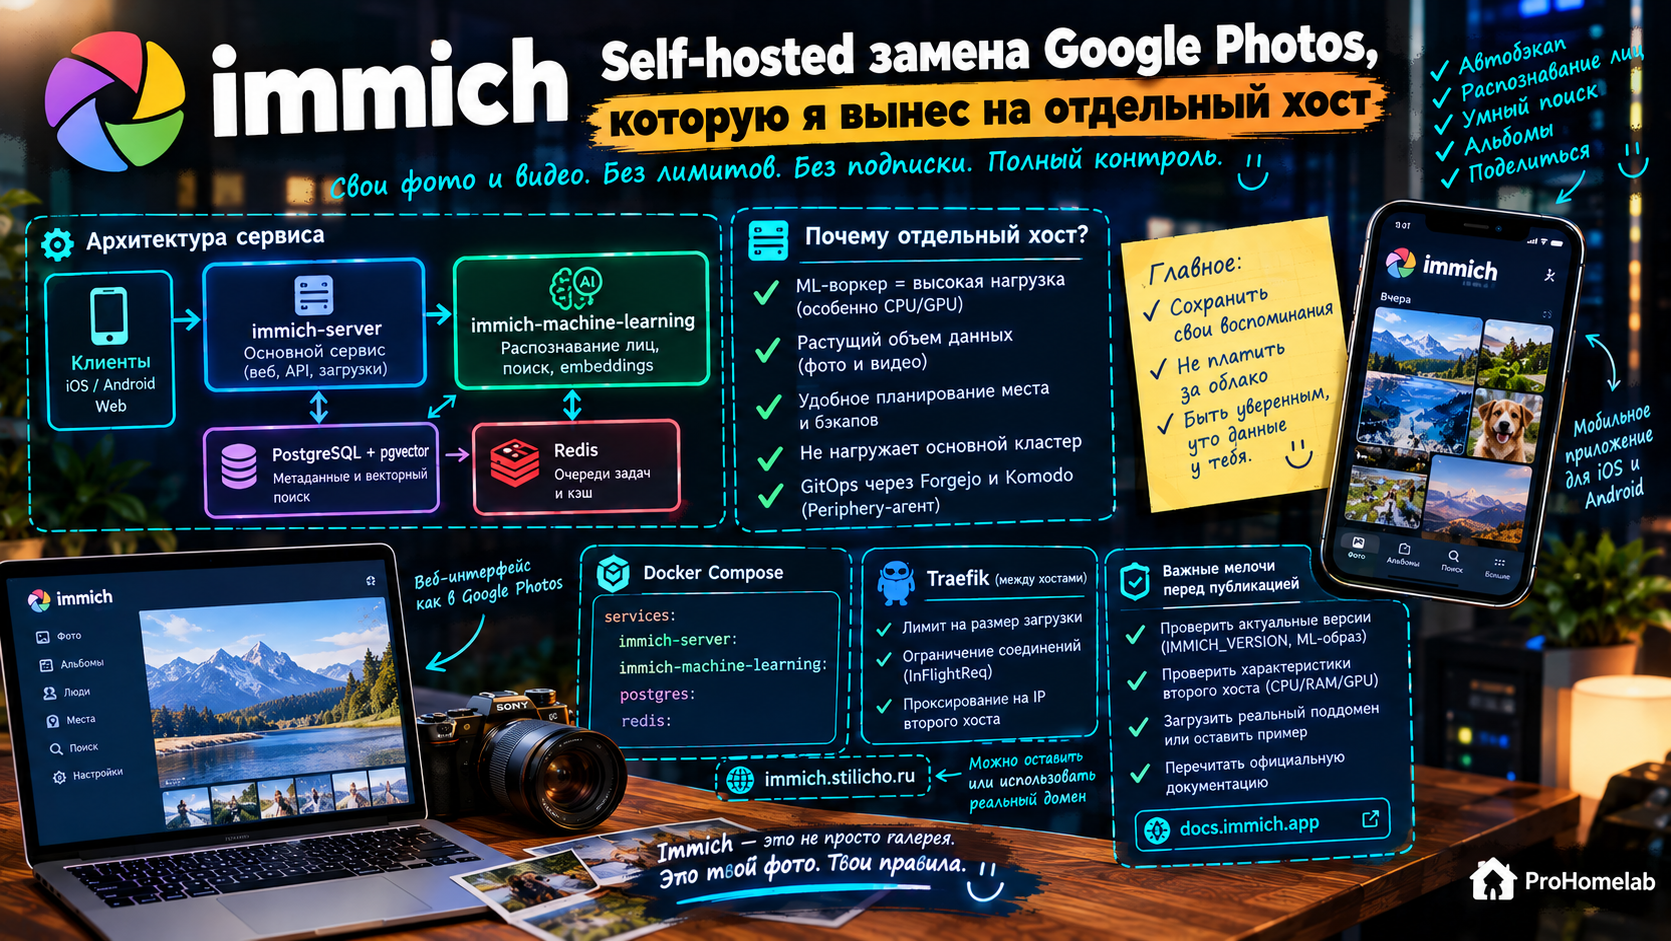 immich
Self-hosted замена Google Photos,
которую я вынес на отдельный хост
Свои фото и видео. Без лимитов. Без подписки. Полный контроль.
Автобэкап
Распознавание лиц
Умный поиск
Альбомы
Поделиться
Архитектура сервиса
Клиенты
iOS / Android
Web
immich-server
Основной сервис
(веб, API, загрузки)
AI
immich-machine-learning
Распознавание лиц,
поиск, embeddings
PostgreSQL + pgvector
Метаданные и векторный
поиск
Redis
Очереди задач
и кэш
Почему отдельный хост?
ML-воркер = высокая нагрузка
(особенно CPU/GPU)
Растущий объем данных
(фото и видео)
Удобное планирование места
и бэкапов
Не нагружает основной кластер
GitOps через Forgejo и Komodo
(Periphery-агент)
Главное:
Сохранить
свои воспоминания
Не платить
за облако
Быть уверенным,
что данные
у тебя.
immich
Вчера
Фото
Альбомы
Поиск
Мобильное
приложение
для iOS и
Android
immich
Фото
Альбомы
Люди
Места
Поиск
Настройки
Веб-интерфейс
как в Google Photos
SONY
Docker Compose
services:
immich-server:
immich-machine-learning:
postgres:
redis:
Traefik (между хостами)
Лимит на размер загрузки
Ограничение соединений
(InFlightReq)
Проксирование на IP
второго хоста
immich.stilicho.ru
Можно оставить
или использовать
реальный домен
Важные мелочи
перед публикацией
Проверить актуальные версии
(IMMICH_VERSION, ML-образ)
Проверить характеристики
второго хоста (CPU/RAM/GPU)
Загрузить реальный поддомен
или оставить пример
Перечитать официальную
документацию
docs.immich.app
Immich — это не просто галерея.
Это твой фото. Твои правила.
ProHomelab